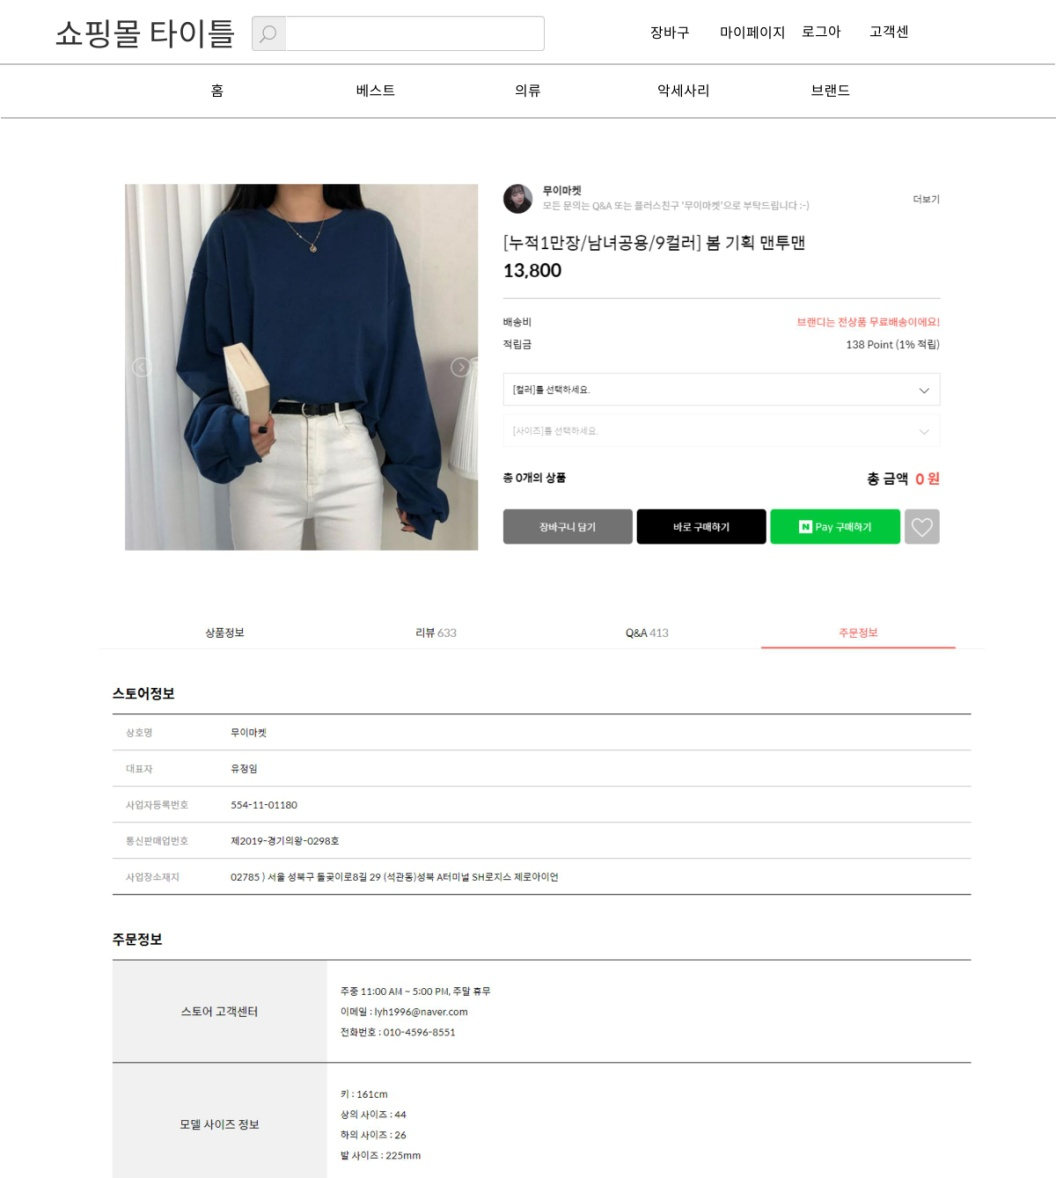 쇼핑몰 타이틀
장바구 마이페이지 로그아 고객센
홈 베스트 의류 악세사리 브랜드
무이마켓
모든 문의는 Q&A 또는 플러스친구 '무이마켓'으로 부탁드립니다 :-)
더보기
[누적1만장/남녀공용/9컬러] 봄 기획 맨투맨
13,800
배송비 브랜디는 전상품 무료배송이에요!
적립금 138 Point (1% 적립)
[컬러]를 선택하세요.
[사이즈]를 선택하세요.
총 0개의 상품 총 금액 0 원
장바구니 담기 바로 구매하기 N Pay 구매하기
상품정보 리뷰 633 Q&A 413 주문정보
스토어정보
상호명 무이마켓
대표자 유정임
사업자등록번호 554-11-01180
통신판매업번호 제2019-경기의왕-0298호
사업장소재지 02785 ) 서울 성북구 돌곶이로8길 29 (석관동)성북 A터미널 SH로지스 제로아이언
주문정보
스토어 고객센터
주중 11:00 AM ~ 5:00 PM, 주말 휴무
이메일 : lyh1996@naver.com
전화번호 : 010-4596-8551
모델 사이즈 정보
키 : 161cm
상의 사이즈 : 44
하의 사이즈 : 26
발 사이즈 : 225mm